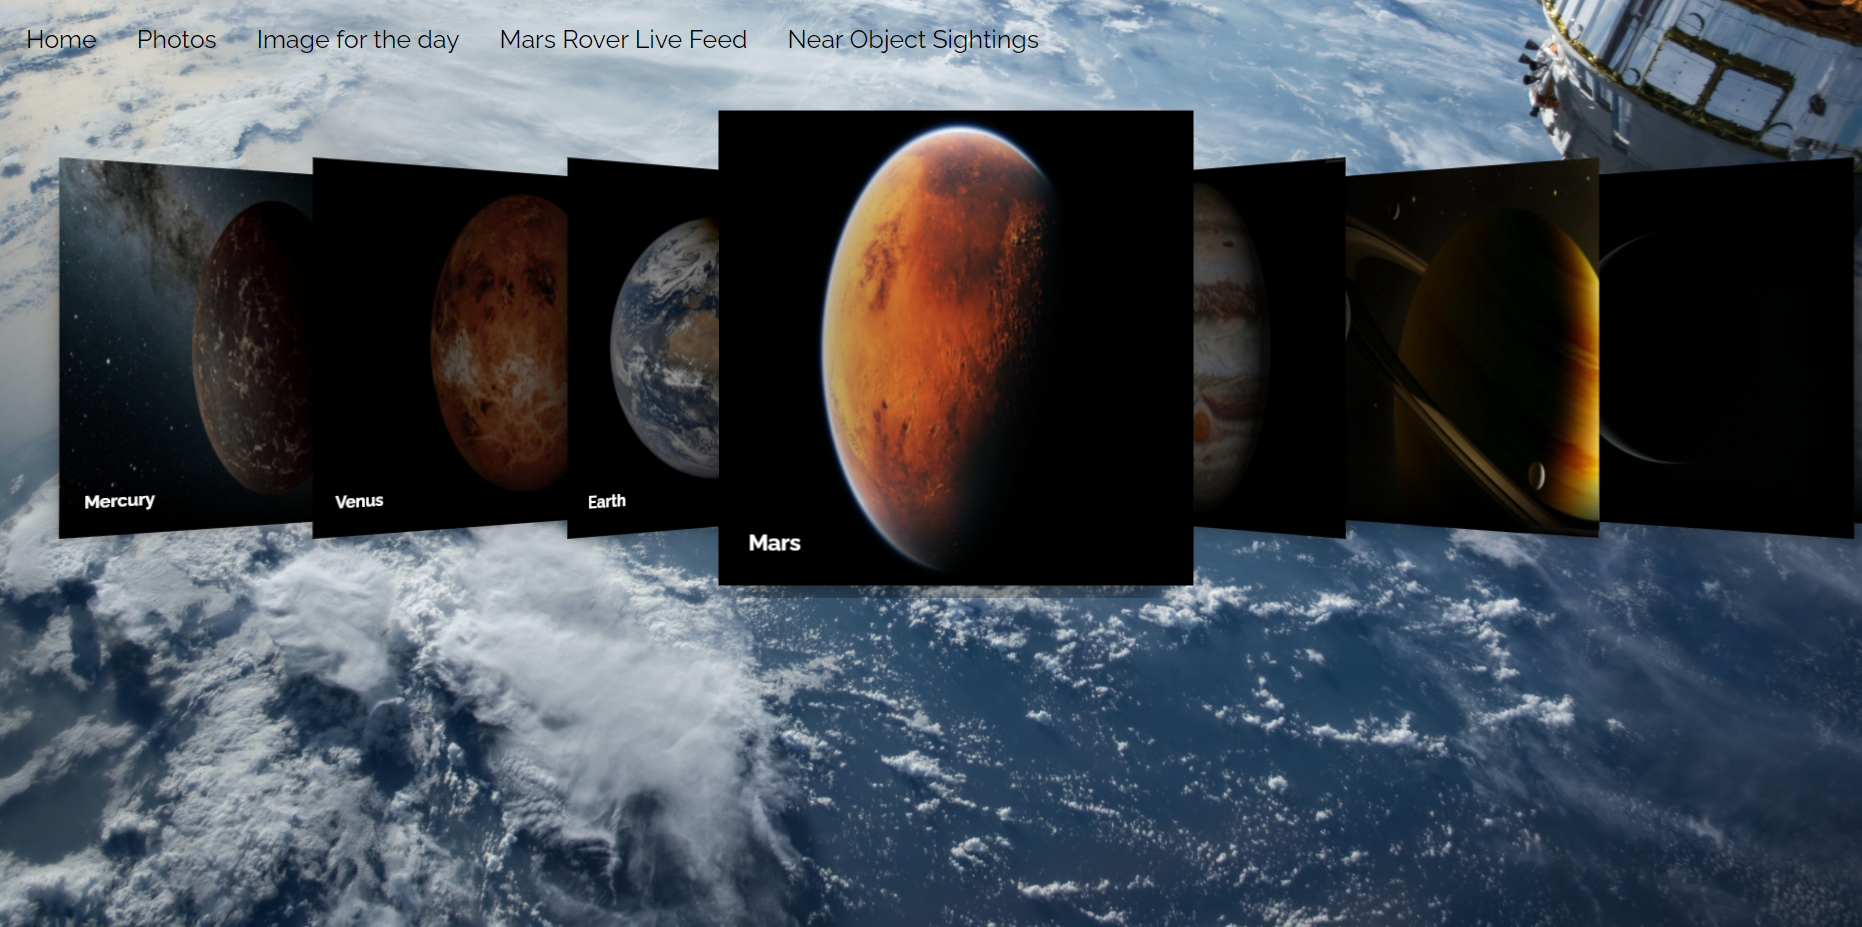 Home Photos Image for the day Mars Rover Live Feed Near Object Sightings
Mercury
Venus
Earth
Mars